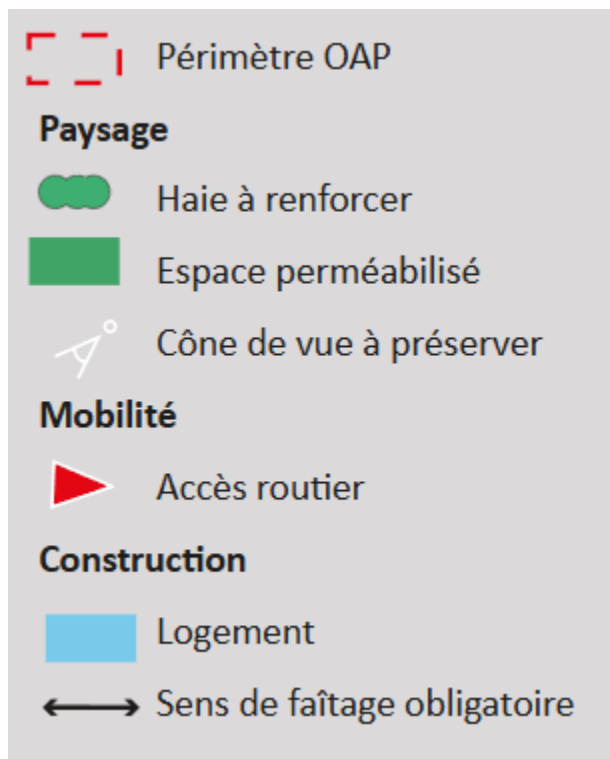 Périmètre OAP
Paysage
Haie à renforcer
Espace perméabilisé
Cône de vue à préserver
Mobilité
Accès routier
Construction
Logement
Sens de faîtage obligatoire